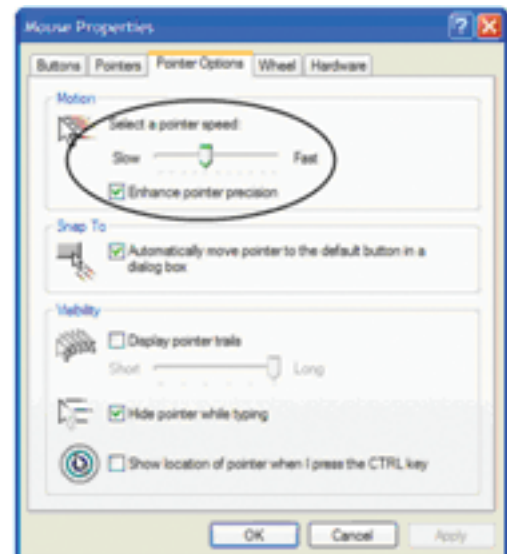 Mouse Properties
Buttons Pointers Pointer Options Wheel Hardware
Motion
Select a pointer speed:
Slow Fast
Enhance pointer precision
Snap To
Automatically move pointer to the default button in a
dialog box
Visibility
Display pointer trails
Short Long
Hide pointer while typing
Show location of pointer when I press the CTRL key
OK Cancel Apply